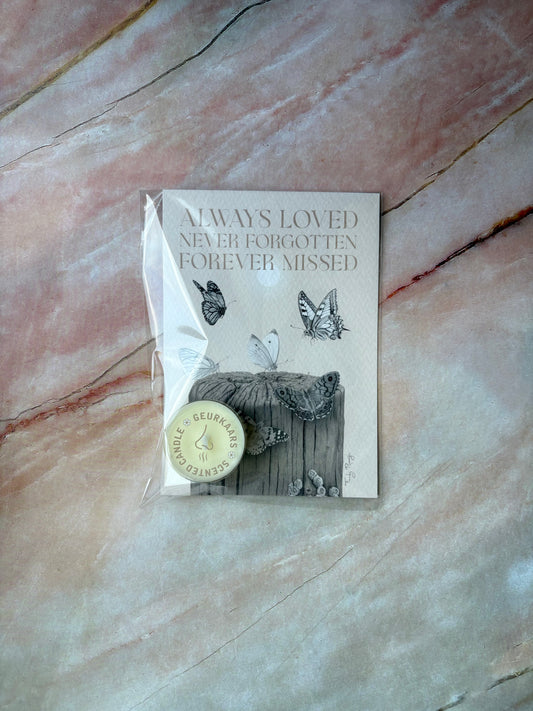 ALWAYS LOVED
NEVER FORGOTTEN
FOREVER MISSED
GEURKAARS
SCENTED CANDLE